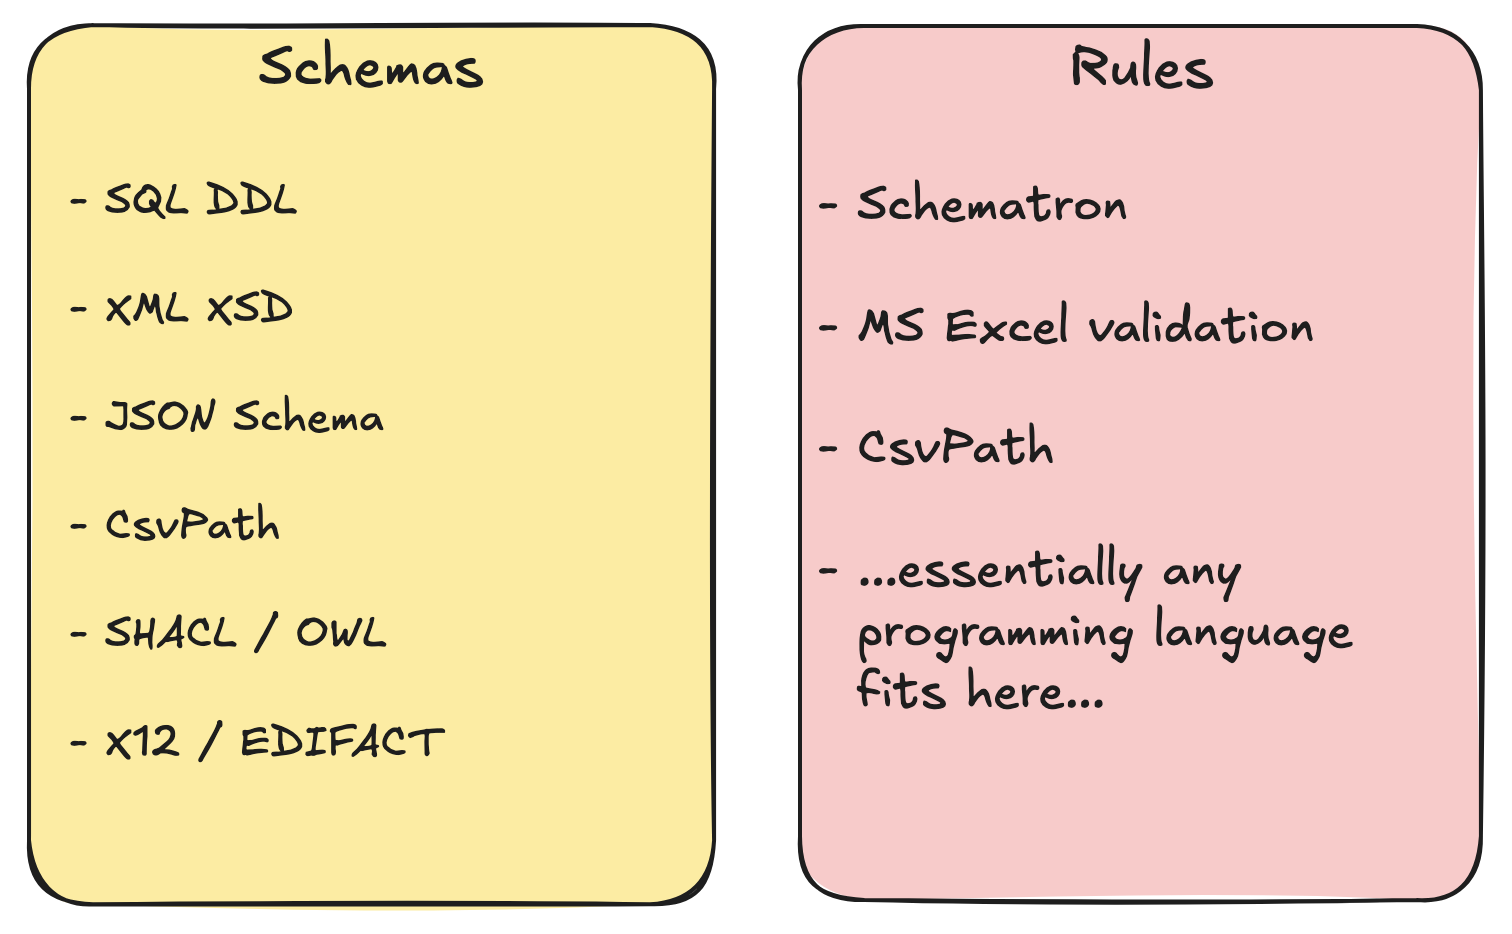 Schemas
- SQL DDL
- XML XSD
- JSON Schema
- CsvPath
- SHACL / OWL
- X12 / EDIFACT
Rules
- Schematron
- MS Excel validation
- CsvPath
- ...essentially any
programming language
fits here...